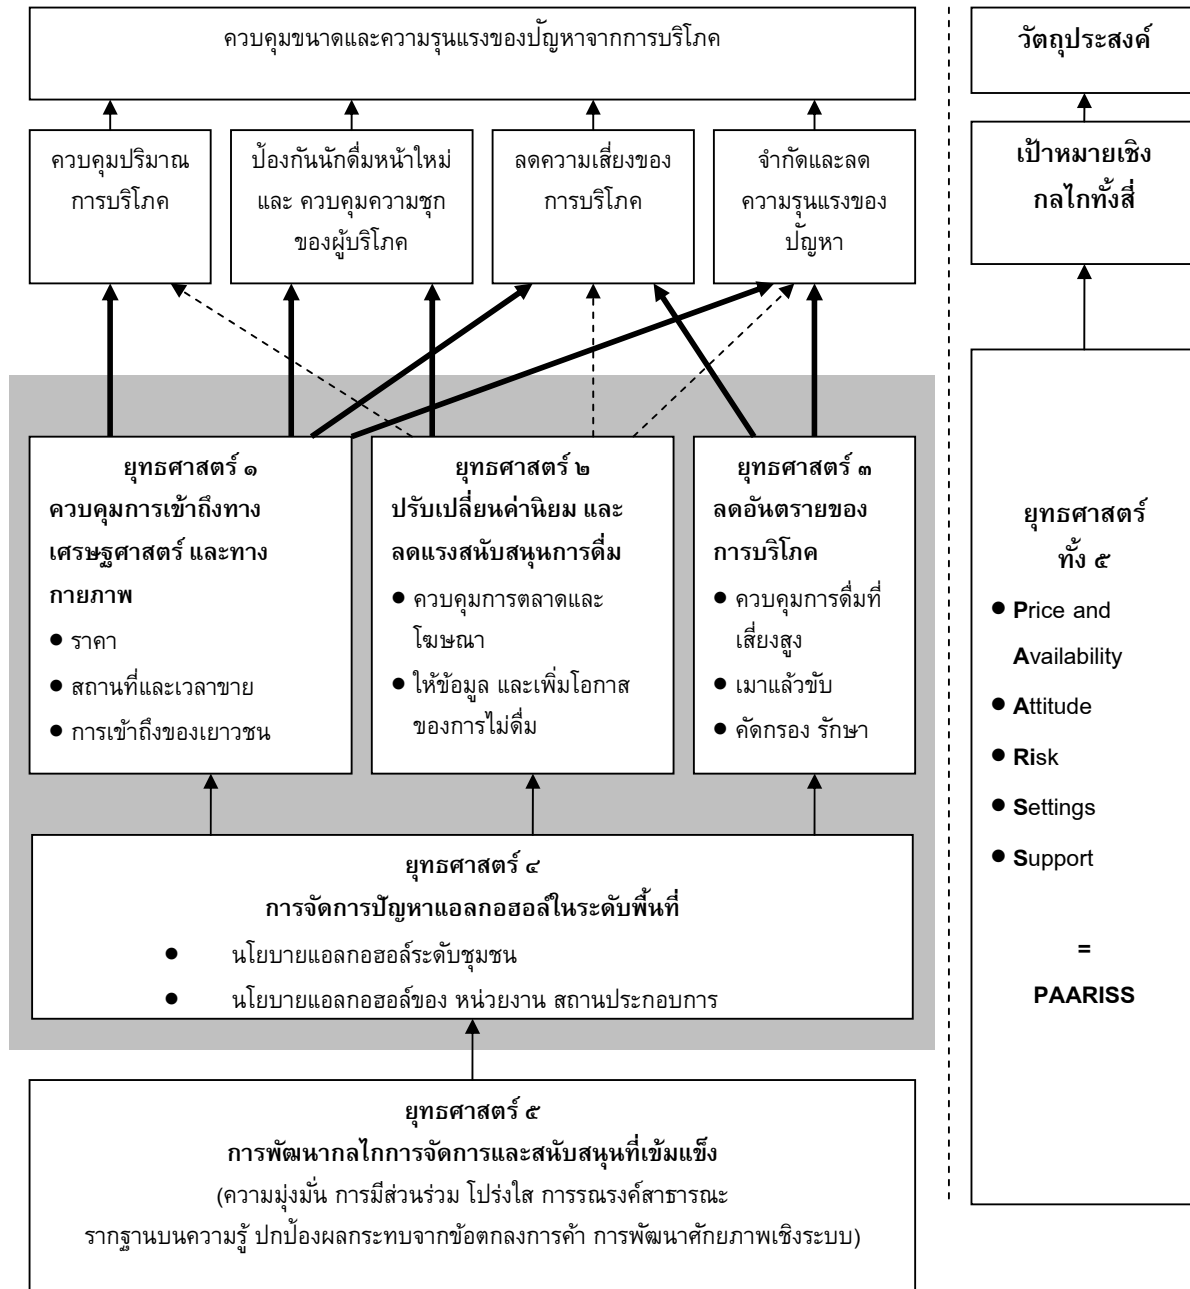 ควบคุมขนาดและความรุนแรงของปัญหาจากการบริโภค
ควบคุมปริมาณ
การบริโภค
ป้องกันนักดื่มหน้าใหม่
และ ควบคุมความชุก
ของผู้บริโภค
ลดความเสี่ยงของ
การบริโภค
จำกัดและลด
ความรุนแรงของ
ปัญหา
ยุทธศาสตร์ ๑
ควบคุมการเข้าถึงทาง
เศรษฐศาสตร์ และทาง
กายภาพ
● ราคา
● สถานที่และเวลาขาย
● การเข้าถึงของเยาวชน
ยุทธศาสตร์ ๒
ปรับเปลี่ยนค่านิยม และ
ลดแรงสนับสนุนการดื่ม
● ควบคุมการตลาดและ
โฆษณา
● ให้ข้อมูล และเพิ่มโอกาส
ของการไม่ดื่ม
ยุทธศาสตร์ ๓
ลดอันตรายของ
การบริโภค
● ควบคุมการดื่มที่
เสี่ยงสูง
● เมาแล้วขับ
● คัดกรอง รักษา
ยุทธศาสตร์ ๔
การจัดการปัญหาแอลกอฮอล์ในระดับพื้นที่
● นโยบายแอลกอฮอล์ระดับชุมชน
● นโยบายแอลกอฮอล์ของ หน่วยงาน สถานประกอบการ
ยุทธศาสตร์ ๕
การพัฒนากลไกการจัดการและสนับสนุนที่เข้มแข็ง
(ความมุ่งมั่น การมีส่วนร่วม โปร่งใส การรณรงค์สาธารณะ
รากฐานบนความรู้ ปกป้องผลกระทบจากข้อตกลงการค้า การพัฒนาศักยภาพเชิงระบบ)
วัตถุประสงค์
เป้าหมายเชิง
กลไกทั้งสี่
ยุทธศาสตร์
ทั้ง ๕
● Price and
Availability
● Attitude
● Risk
● Settings
● Support
=
PAARISS